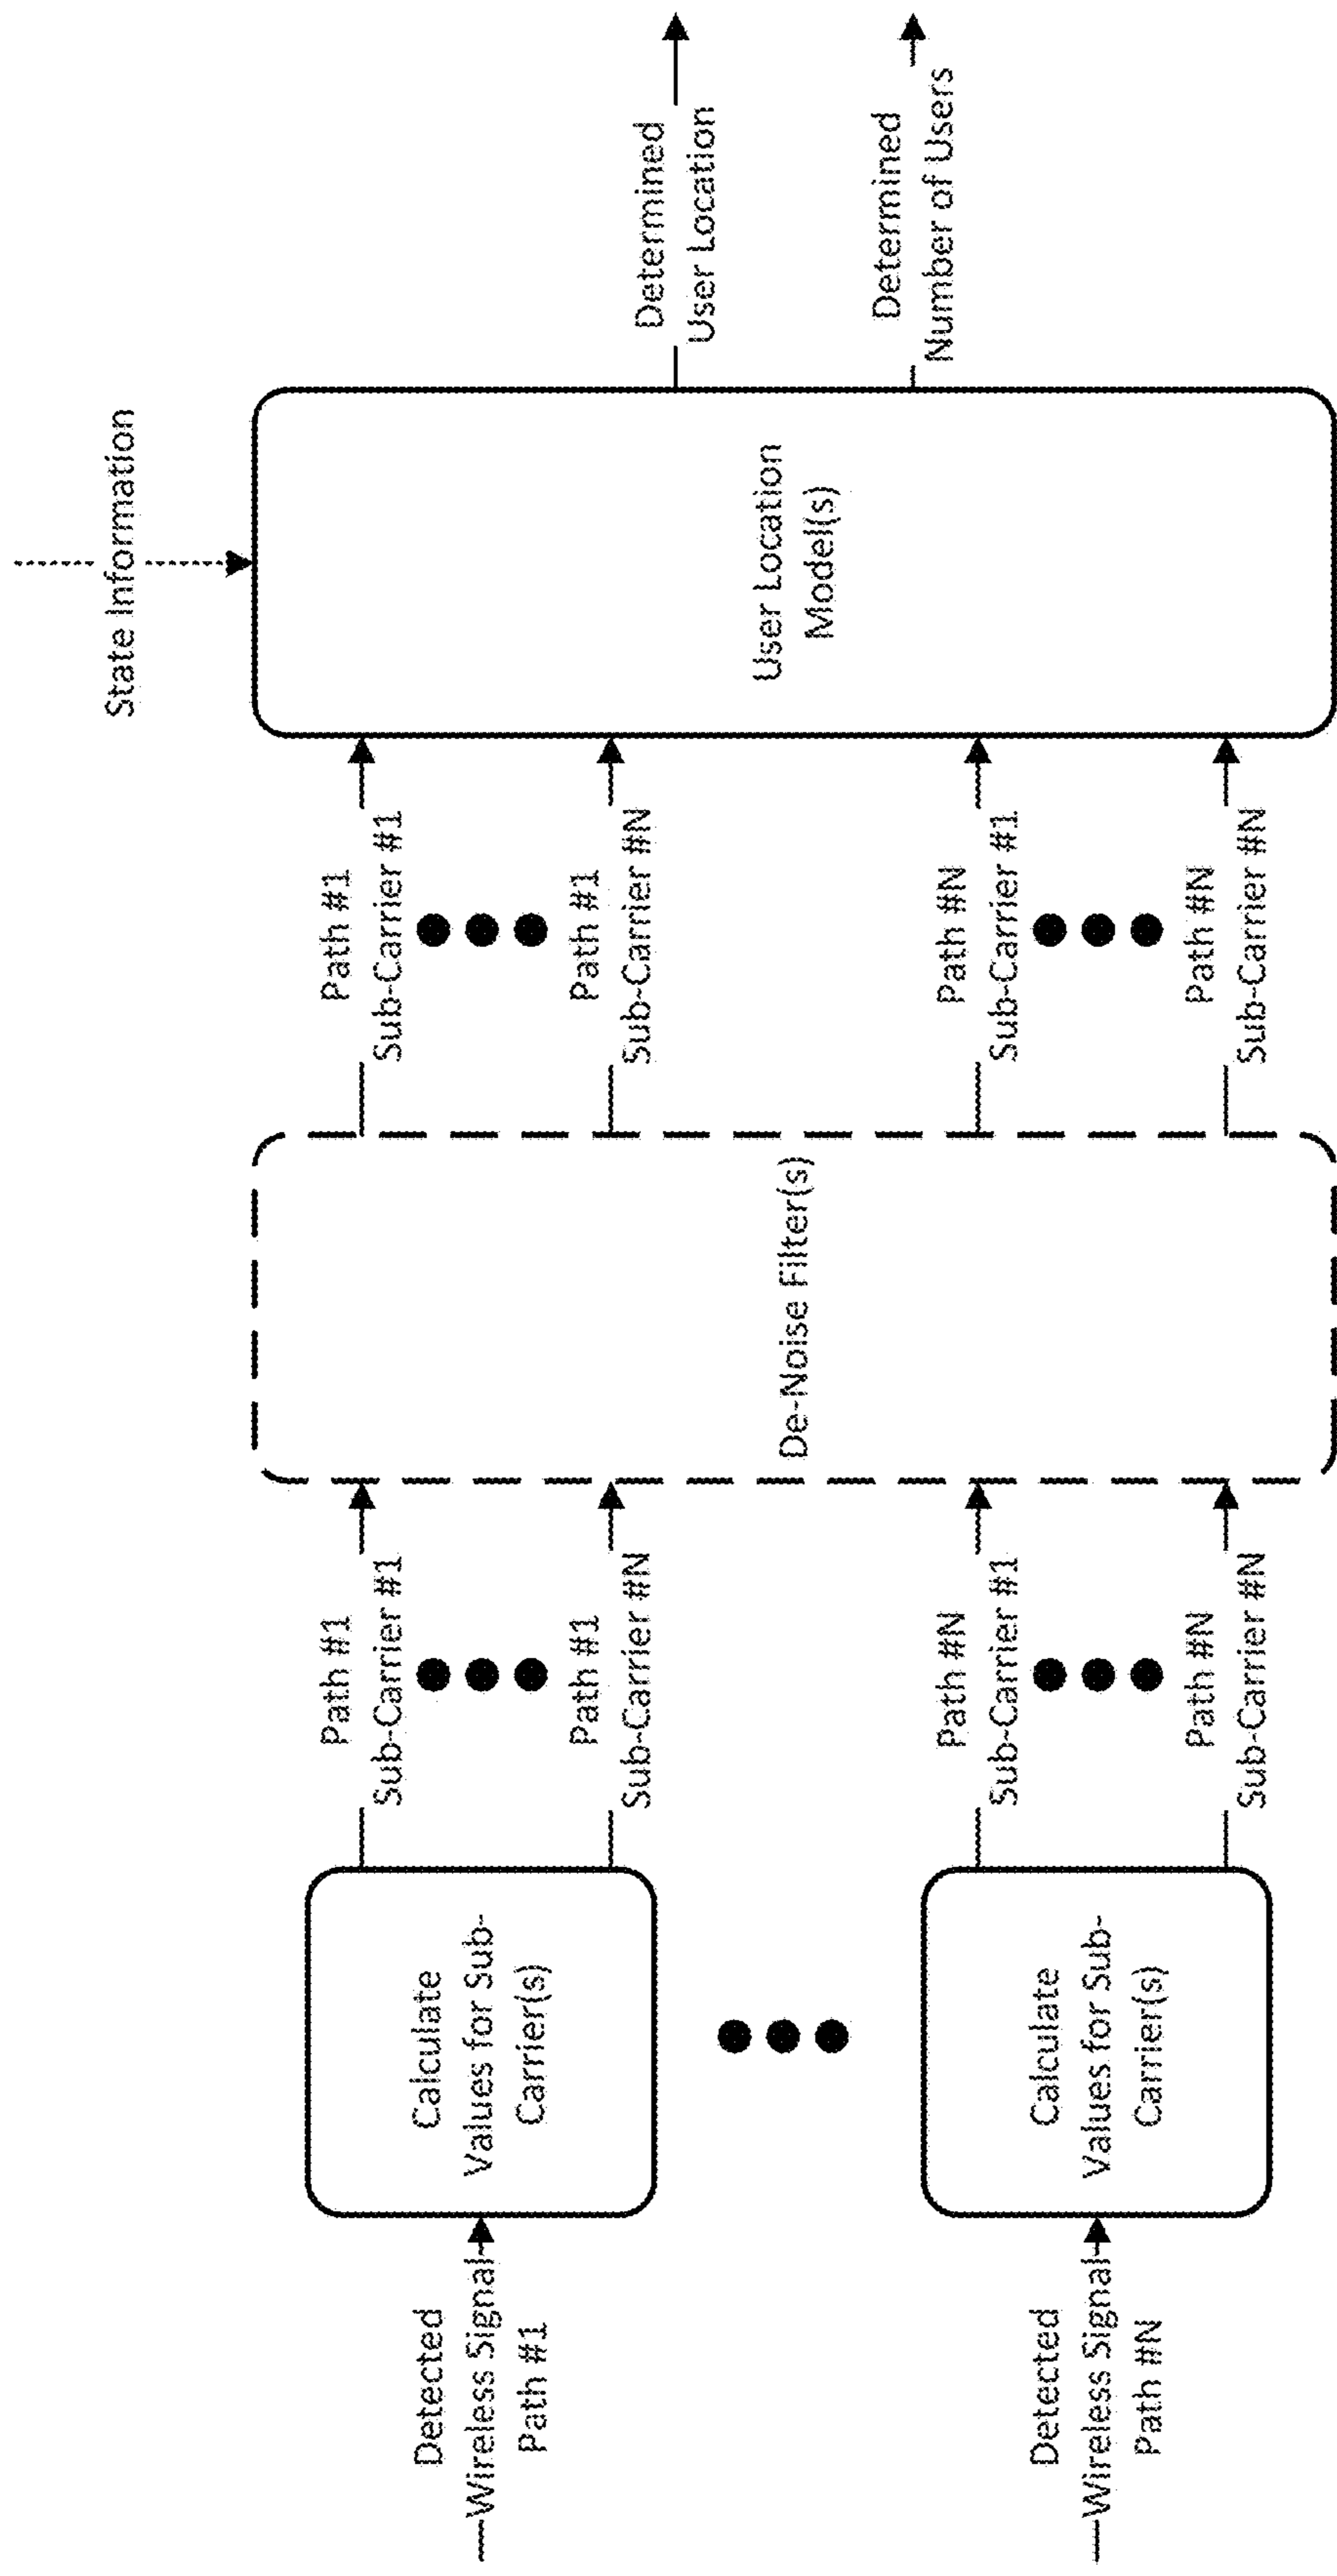 State Information
Detected
Wireless Signal
Path #1
Calculate
Values for Sub-
Carrier(s)
Path #1
Sub-Carrier #1
Path #1
Sub-Carrier #N
Detected
Wireless Signal
Path #N
Calculate
Values for Sub-
Carrier(s)
Path #N
Sub-Carrier #1
Path #N
Sub-Carrier #N
De-Noise Filter(s)
Path #1
Sub-Carrier #1
Path #1
Sub-Carrier #N
Path #N
Sub-Carrier #1
Path #N
Sub-Carrier #N
User Location
Model(s)
Determined
User Location
Determined
Number of Users